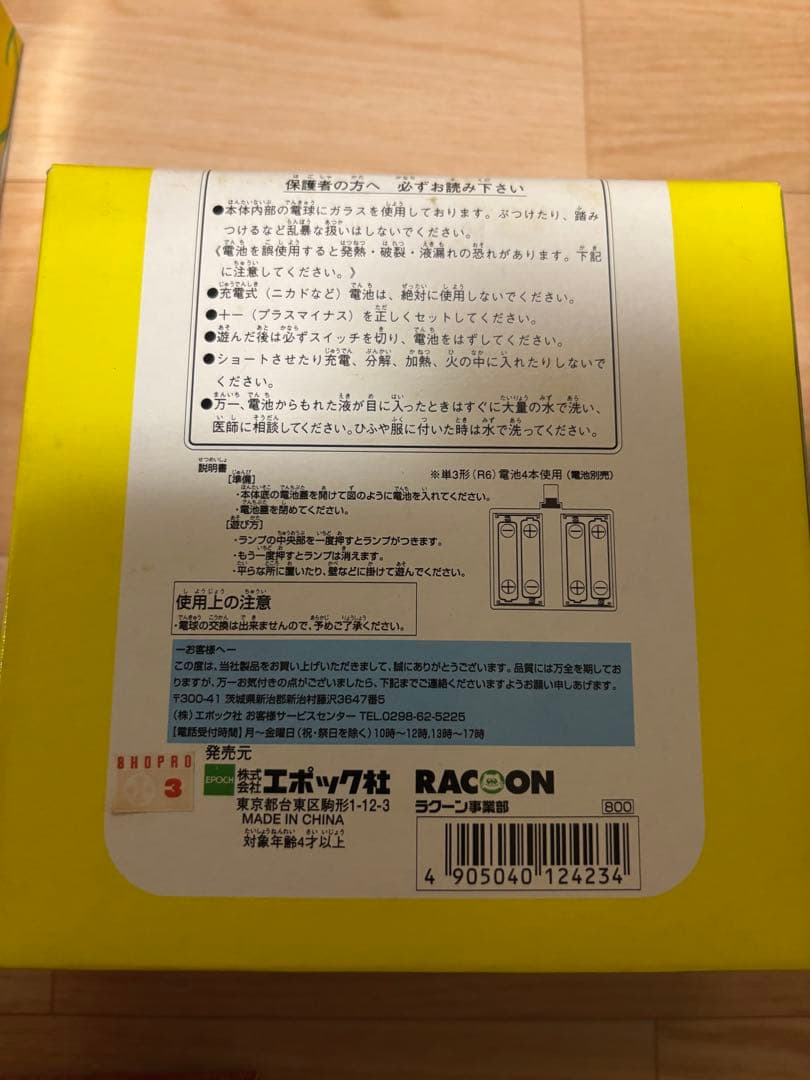 保護者の方へ 必ずお読み下さい
●本体内部の電球にガラスを使用しております。ぶつけたり、踏み
つけるなど乱暴な扱いはしないでください。
《電池を誤使用すると発熱・破裂・液漏れの恐れがあります。下記
に注意してください。》
●充電式(ニカドなど)電池は、絶対に使用しないでください。
●+−(プラスマイナス)を正しくセットしてください。
●遊んだ後は必ずスイッチを切り、電池をはずしてください。
●ショートさせたり充電、分解、加熱、火の中に入れたりしないで
ください。
●万一、電池からもれた液が目に入ったときはすぐに大量の水で洗い、
医師に相談してください。ひふや服に付いた時は水で洗ってください。
説明書
※単3形(R6)電池4本使用(電池別売)
[準備]
・本体底の電池蓋を開けて図のように電池を入れてください。
・電池蓋を閉めてください。
[遊び方]
・ランプの中央部を一度押すとランプがつきます。
・もう一度押すとランプは消えます。
・平らな所に置いたり、壁などに掛けて遊んでください。
使用上の注意
・電球の交換は出来ませんので、予めご了承ください。
―お客様へ―
この度は、当社製品をお買い上げいただきまして、誠にありがとうございます。品質には万全を期してお
りますが、万一お気付きの点がございましたら、下記までご連絡くださいますようお願い申しあげます。
〒300-41 茨城県新治郡新治村藤沢3647番5
(株)エポック社 お客様サービスセンター TEL.0298-62-5225
【電話受付時間】月〜金曜日(祝・祭日を除く)10時〜12時,13時〜17時
発売元
SHOPRO
3
EPOCH 株式会社 エポック社
東京都台東区駒形1-12-3
MADE IN CHINA
対象年齢4才以上
RACOON
ラクーン事業部
800
4 905040 124234